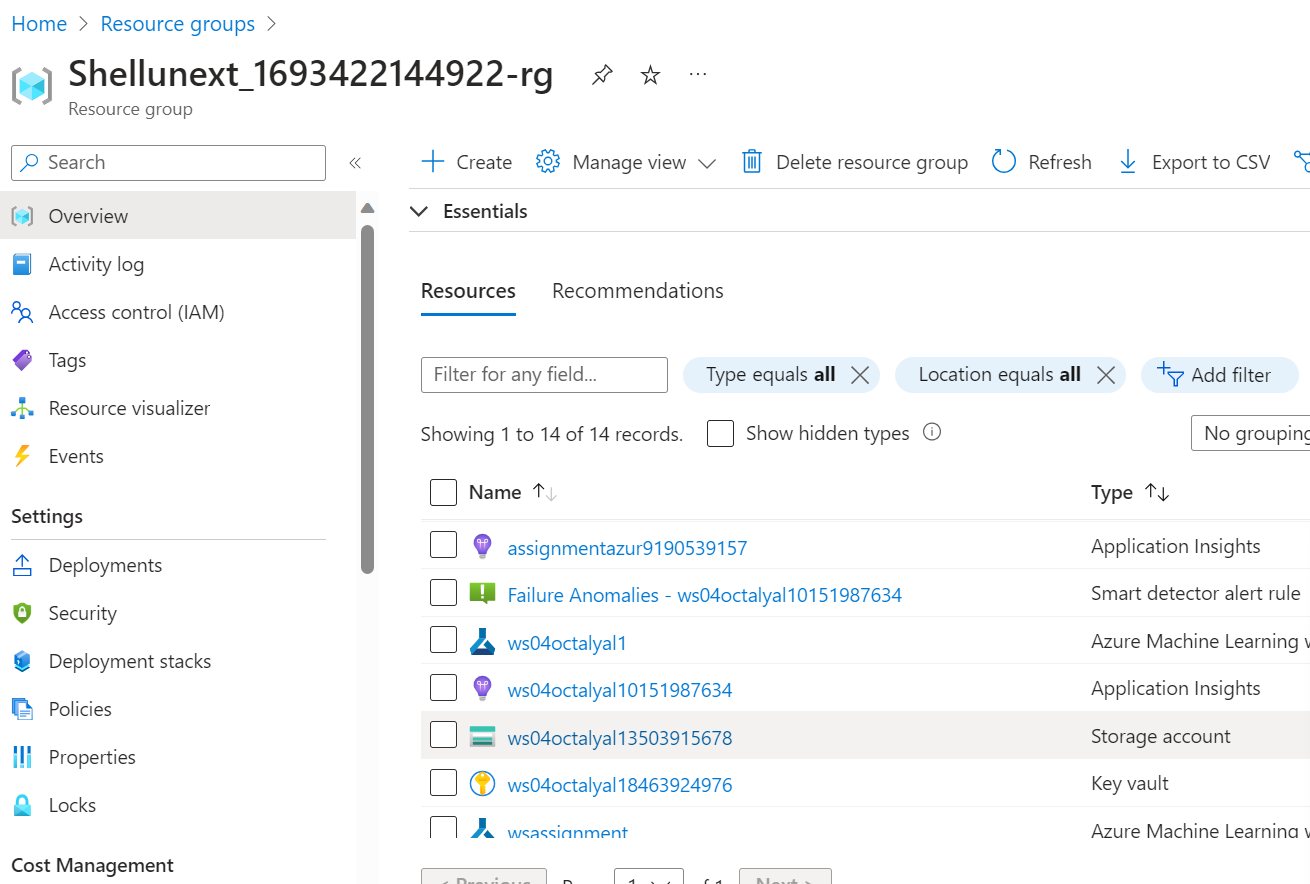 Home > Resource groups >
Shellunext_1693422144922-rg ...
Resource group
Search «
+ Create Manage view Delete resource group Refresh Export to CSV
Overview
Activity log
Access control (IAM)
Tags
Resource visualizer
Events
Settings
Deployments
Security
Deployment stacks
Policies
Properties
Locks
Cost Management
Essentials
Resources Recommendations
Filter for any field... Type equals all Location equals all Add filter
Showing 1 to 14 of 14 records. Show hidden types No grouping
Name ↑↓ Type ↑↓
assignmentazur9190539157 Application Insights
Failure Anomalies - ws04octalyal10151987634 Smart detector alert rule
ws04octalyal1 Azure Machine Learning w
ws04octalyal10151987634 Application Insights
ws04octalyal13503915678 Storage account
ws04octalyal18463924976 Key vault
wsassignment Azure Machine Learning w
< Previous 1 of 1 Next >